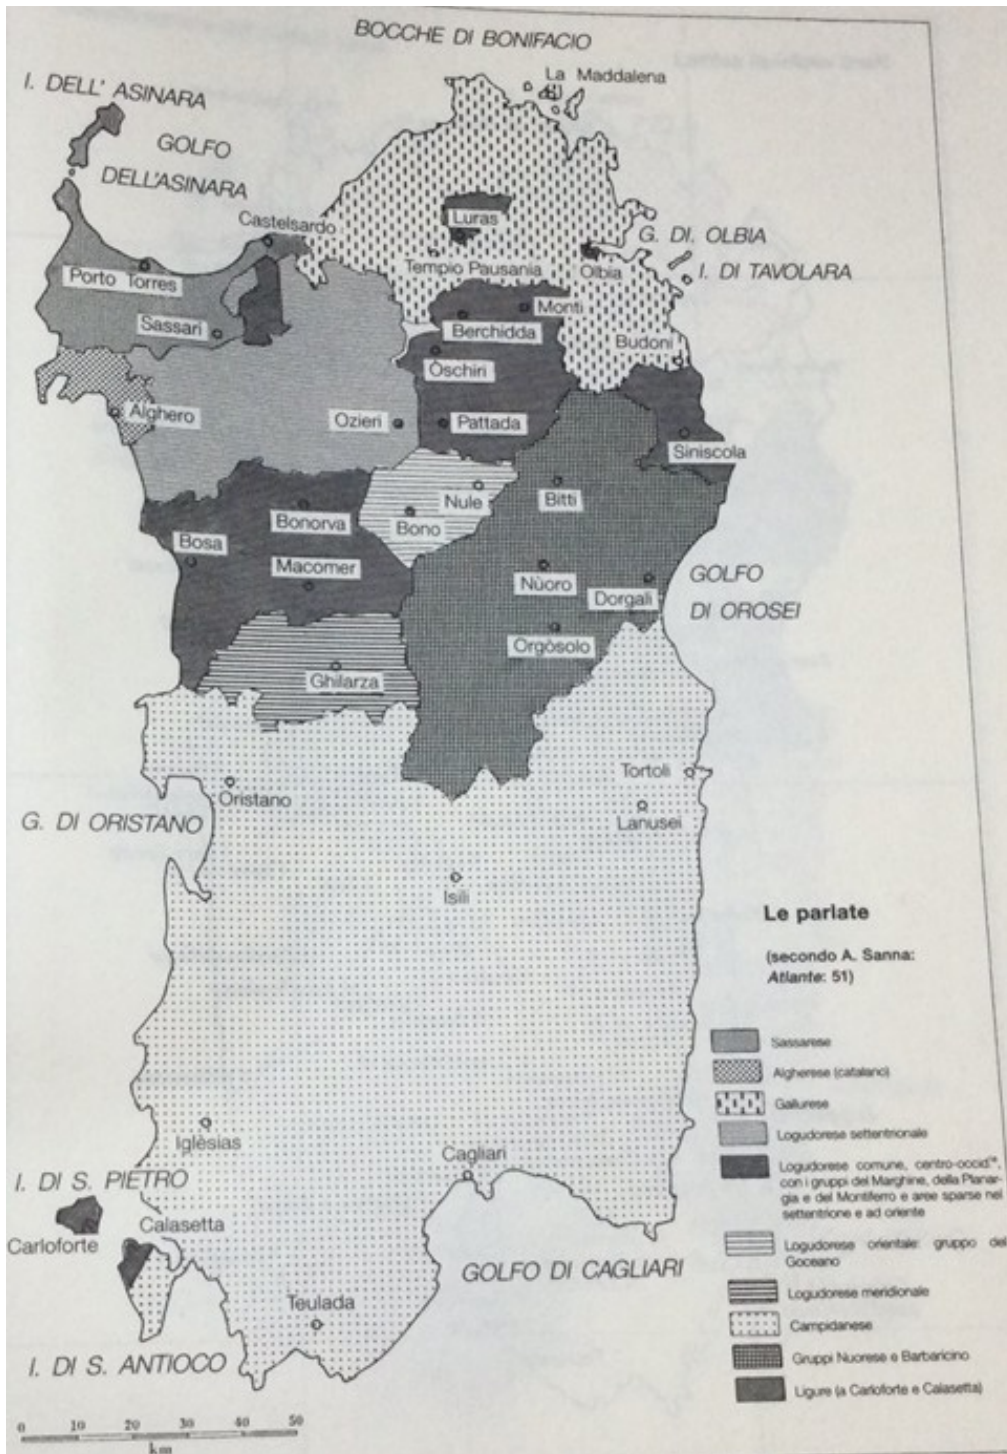 BOCCHE DI BONIFACIO
La Maddalena
I. DELL' ASINARA
GOLFO
DELL'ASINARA
Castelsardo
Luras
G. DI. OLBIA
Porto Torres
Tempio Pausania
Olbia
I. DI TAVOLARA
Sassari
Monti
Berchidda
Budoni
Òschiri
Alghero
Ozieri
Pattada
Siniscola
Nule
Bitti
Bonorva
Bono
Bosa
Macomer
Nùoro
GOLFO
DI OROSEI
Dorgali
Orgòsolo
Ghilarza
Tortoli
Oristano
Lanusei
G. DI ORISTANO
Isili
Le parlate
(secondo A. Sanna:
Atlante: 51)
Sassarese
Algherese (catalano)
Gallurese
Logudorese settentrionale
Logudorese comune, centro-occid.
con i gruppi del Marghine, della Planar-
gia e del Montiferro e aree sparse nel
settentrione e ad oriente
Logudorese orientale: gruppo del
Goceano
Logudorese meridionale
Campidanese
Gruppi Nuorese e Barbaricino
Ligure (a Carloforte e Calasetta)
Iglèsias
Cagliari
I. DI S. PIETRO
Carloforte
Calasetta
GOLFO DI CAGLIARI
Teulada
I. DI S. ANTIOCO
0 10 20 30 40 50
km